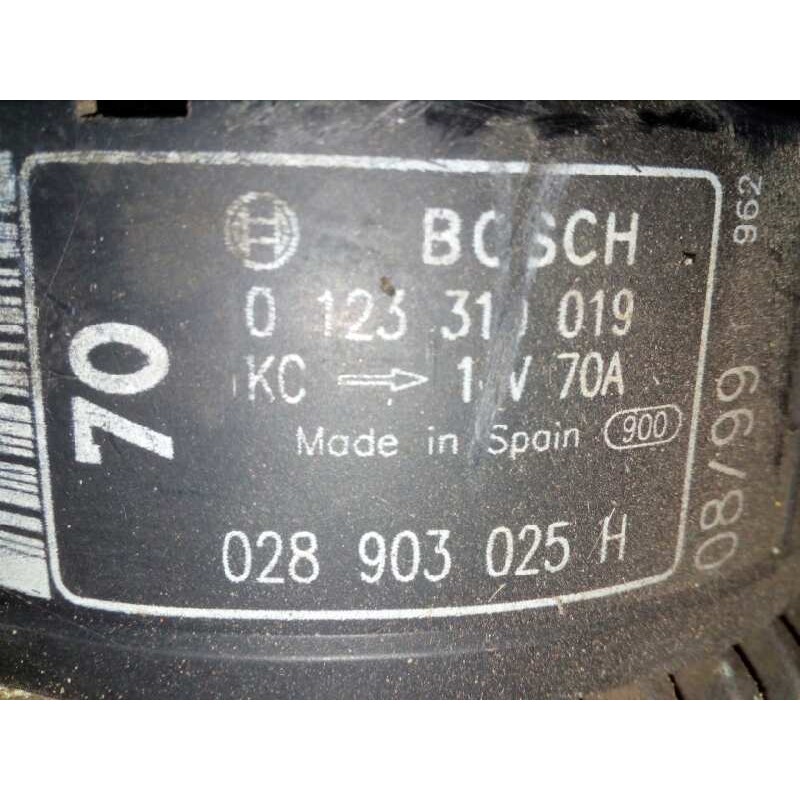 BOSCH
0 123 310 019
KC → 14V 70A
Made in Spain 900
028 903 025 H
70
08/99
962